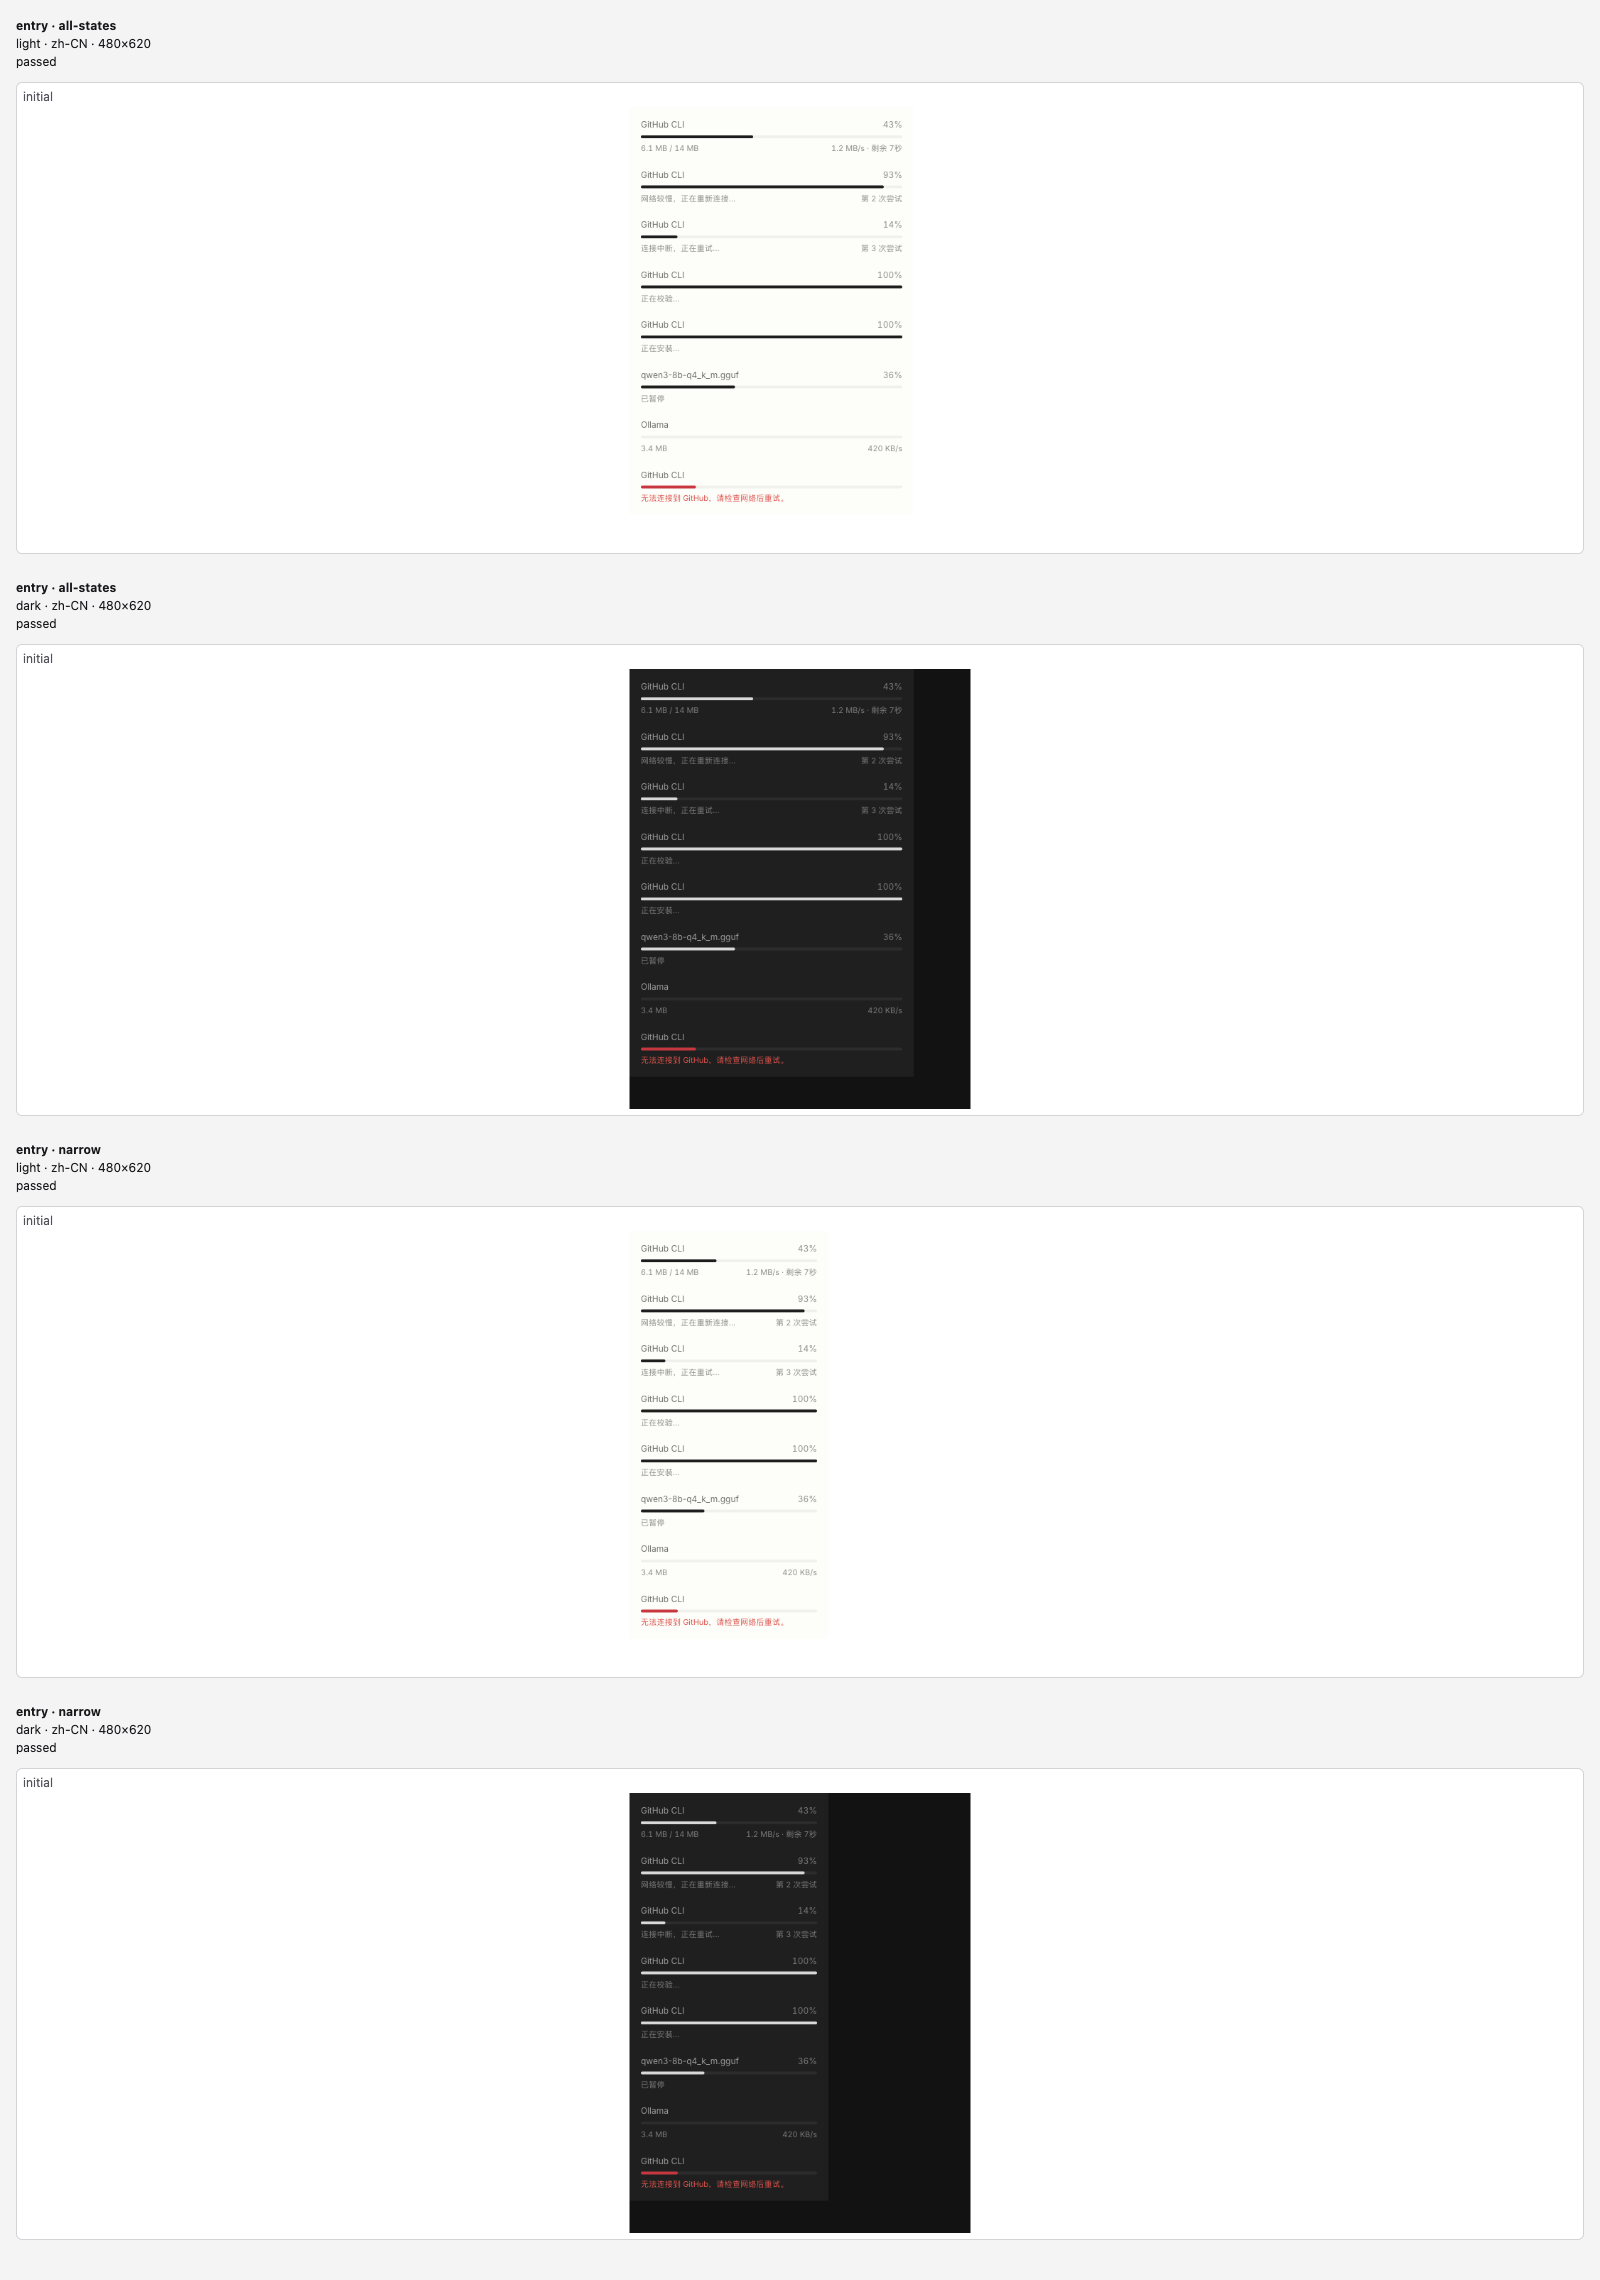 entry · all-states
light · zh-CN · 480×620
passed
initial
GitHub CLI 43%
6.1 MB / 14 MB 1.2 MB/s · 剩余 7秒
GitHub CLI 93%
网络较慢，正在重新连接... 第 2 次尝试
GitHub CLI 14%
连接中断，正在重试... 第 3 次尝试
GitHub CLI 100%
正在校验...
GitHub CLI 100%
正在安装...
qwen3-8b-q4_k_m.gguf 36%
已暂停
Ollama
3.4 MB 420 KB/s
GitHub CLI
无法连接到 GitHub，请检查网络后重试。
entry · all-states
dark · zh-CN · 480×620
passed
initial
GitHub CLI 43%
6.1 MB / 14 MB 1.2 MB/s · 剩余 7秒
GitHub CLI 93%
网络较慢，正在重新连接... 第 2 次尝试
GitHub CLI 14%
连接中断，正在重试... 第 3 次尝试
GitHub CLI 100%
正在校验...
GitHub CLI 100%
正在安装...
qwen3-8b-q4_k_m.gguf 36%
已暂停
Ollama
3.4 MB 420 KB/s
GitHub CLI
无法连接到 GitHub，请检查网络后重试。
entry · narrow
light · zh-CN · 480×620
passed
initial
GitHub CLI 43%
6.1 MB / 14 MB 1.2 MB/s · 剩余 7秒
GitHub CLI 93%
网络较慢，正在重新连接... 第 2 次尝试
GitHub CLI 14%
连接中断，正在重试... 第 3 次尝试
GitHub CLI 100%
正在校验...
GitHub CLI 100%
正在安装...
qwen3-8b-q4_k_m.gguf 36%
已暂停
Ollama
3.4 MB 420 KB/s
GitHub CLI
无法连接到 GitHub，请检查网络后重试。
entry · narrow
dark · zh-CN · 480×620
passed
initial
GitHub CLI 43%
6.1 MB / 14 MB 1.2 MB/s · 剩余 7秒
GitHub CLI 93%
网络较慢，正在重新连接... 第 2 次尝试
GitHub CLI 14%
连接中断，正在重试... 第 3 次尝试
GitHub CLI 100%
正在校验...
GitHub CLI 100%
正在安装...
qwen3-8b-q4_k_m.gguf 36%
已暂停
Ollama
3.4 MB 420 KB/s
GitHub CLI
无法连接到 GitHub，请检查网络后重试。